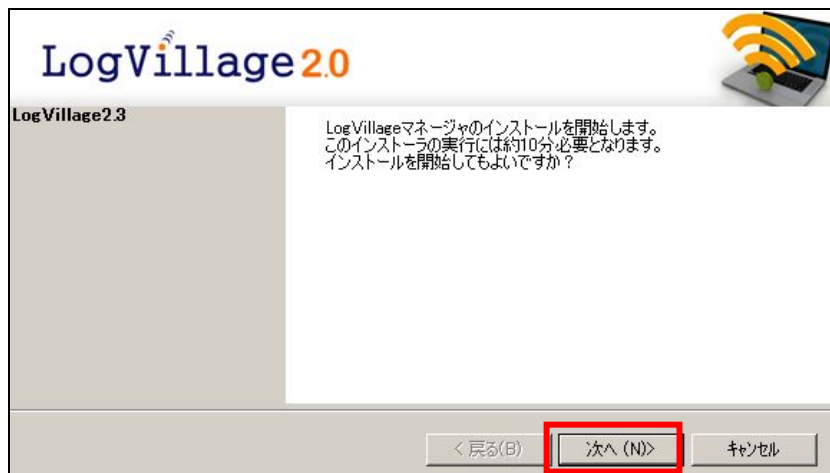 LogVillage 2.0
LogVillage2.3
LogVillageマネージャのインストールを開始します。
このインストーラの実行には約10分必要となります。
インストールを開始してもよいですか？
< 戻る(B)
次へ (N)>
キャンセル